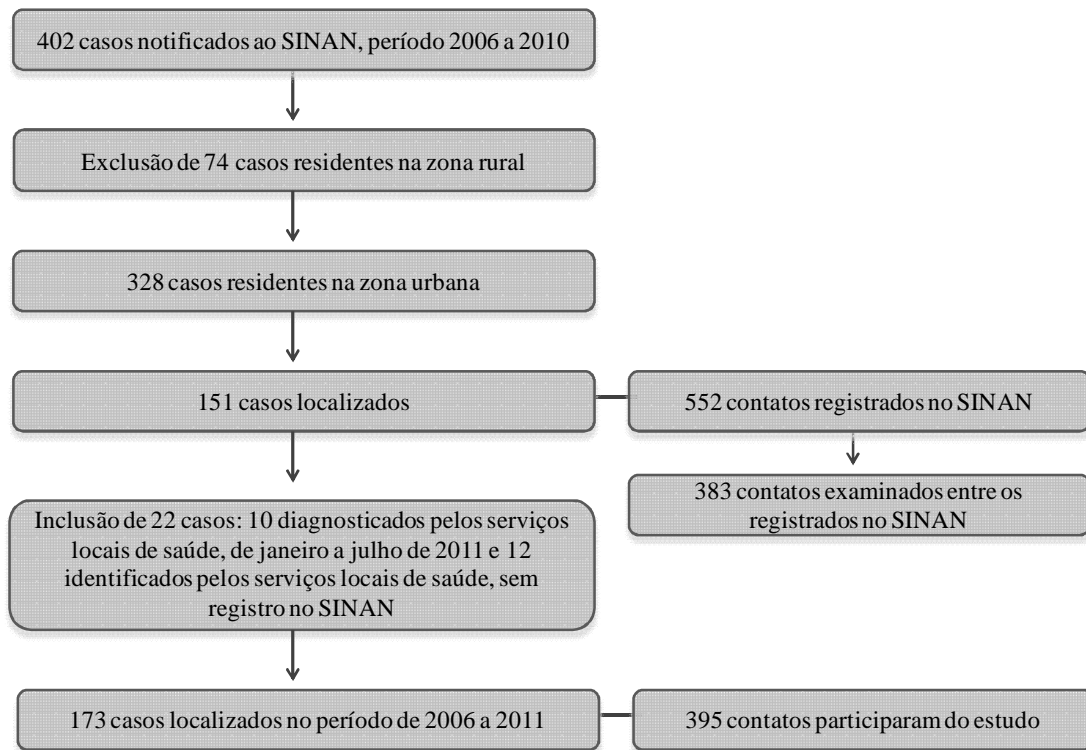 402 casos notificados ao SINAN, período 2006 a 2010
Exclusão de 74 casos residentes na zona rural
328 casos residentes na zona urbana
151 casos localizados
552 contatos registrados no SINAN
383 contatos examinados entre os
registrados no SINAN
Inclusão de 22 casos: 10 diagnosticados pelos serviços
locais de saúde, de janeiro a julho de 2011 e 12
identificados pelos serviços locais de saúde, sem
registro no SINAN
173 casos localizados no período de 2006 a 2011
395 contatos participaram do estudo